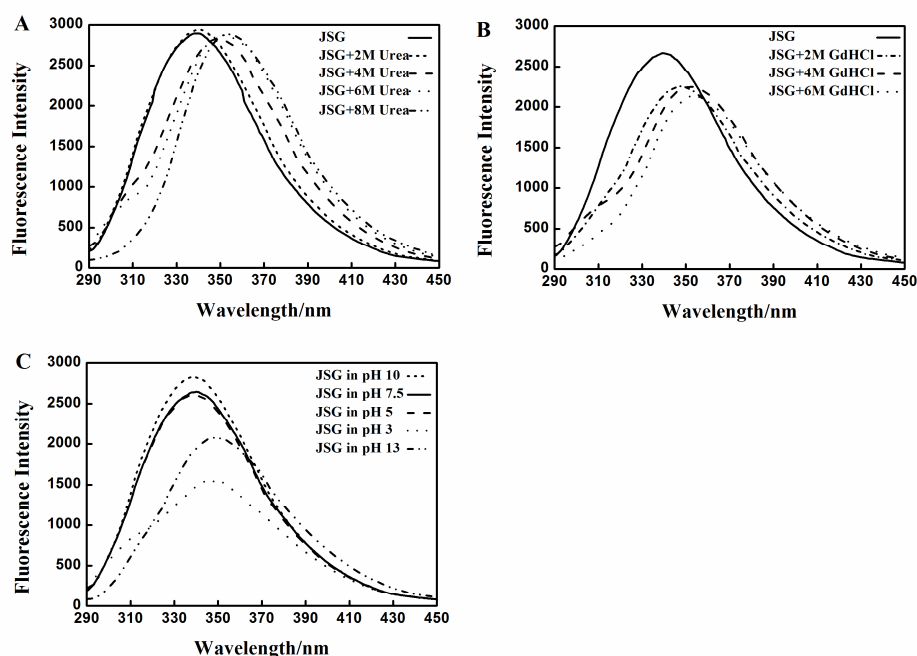 A
3000
2500
2000
1500
1000
500
0
Fluorescence Intensity
JSG
JSG+2M Urea
JSG+4M Urea
JSG+6M Urea
JSG+8M Urea
290 310 330 350 370 390 410 430 450
Wavelength/nm
B
3000
2500
2000
1500
1000
500
0
Fluorescence Intensity
JSG
JSG+2M GdHCl
JSG+4M GdHCl
JSG+6M GdHCl
290 310 330 350 370 390 410 430 450
Wavelength/nm
C
3000
2500
2000
1500
1000
500
0
Fluorescence Intensity
JSG in pH 10
JSG in pH 7.5
JSG in pH 5
JSG in pH 3
JSG in pH 13
290 310 330 350 370 390 410 430 450
Wavelength/nm